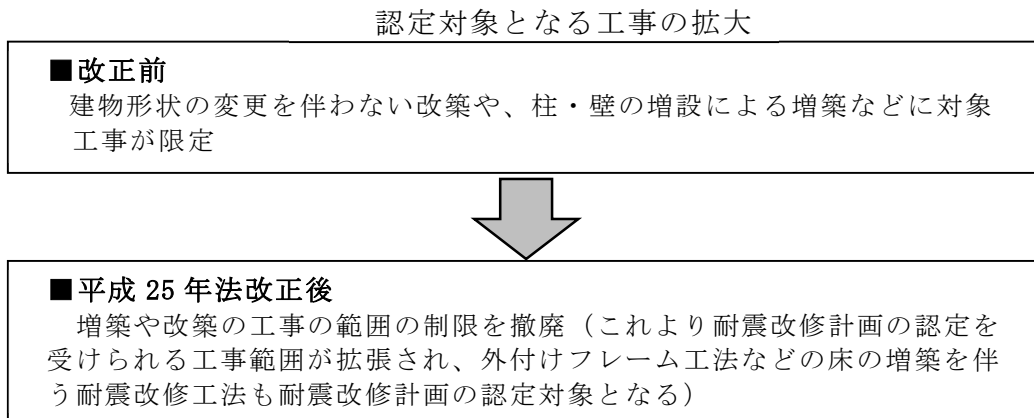 認定対象となる工事の拡大
■改正前
建物形状の変更を伴わない改築や、柱・壁の増設による増築などに対象
工事が限定
■平成 25 年法改正後
増築や改築の工事の範囲の制限を撤廃（これより耐震改修計画の認定を
受けられる工事範囲が拡張され、外付けフレーム工法などの床の増築を伴
う耐震改修工法も耐震改修計画の認定対象となる）